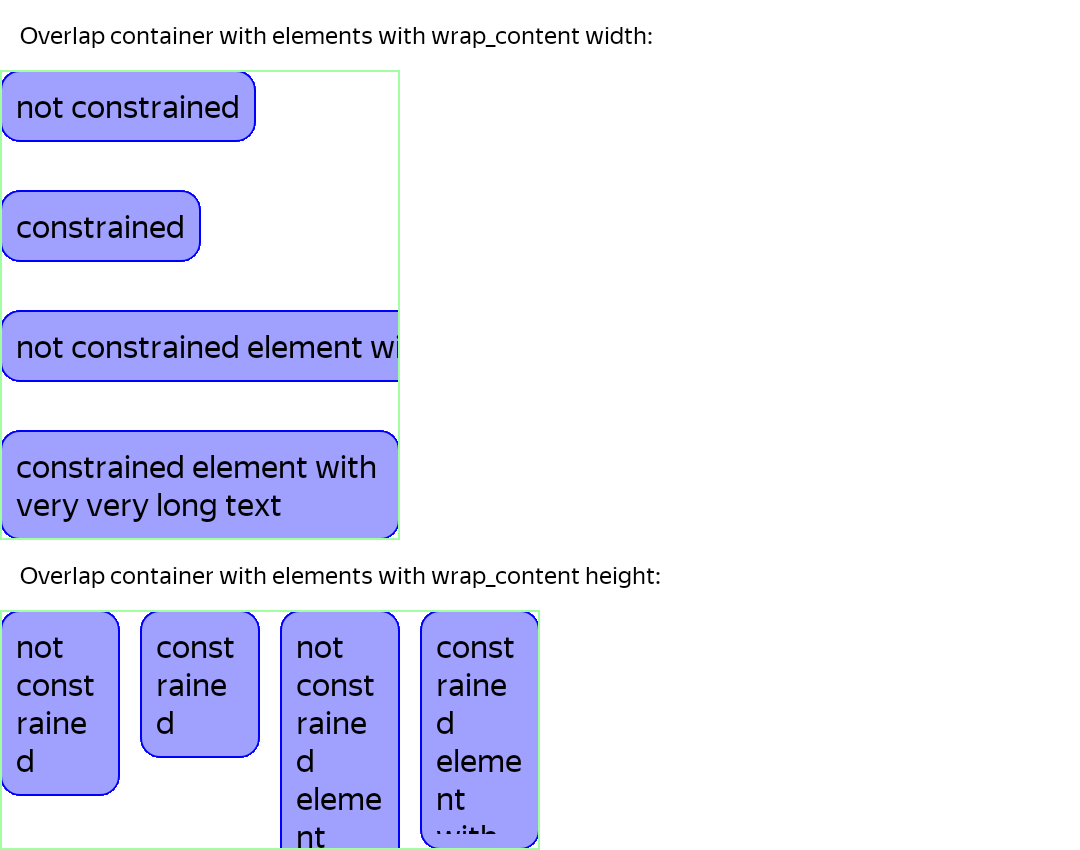 Overlap container with elements with wrap_content width:
not constrained
constrained
not constrained element wi
constrained element with
very very long text
Overlap container with elements with wrap_content height:
not
const
raine
d
const
raine
d
not
const
raine
d
eleme
nt
const
raine
d
eleme
nt
with